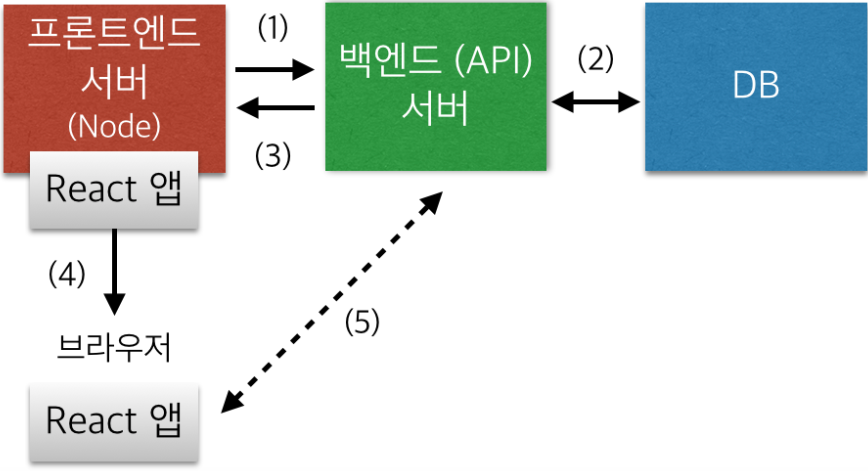 프론트엔드
서버
(Node)
React 앱
(1)
(3)
백엔드 (API)
서버
(2)
DB
(4)
브라우저
React 앱
(5)